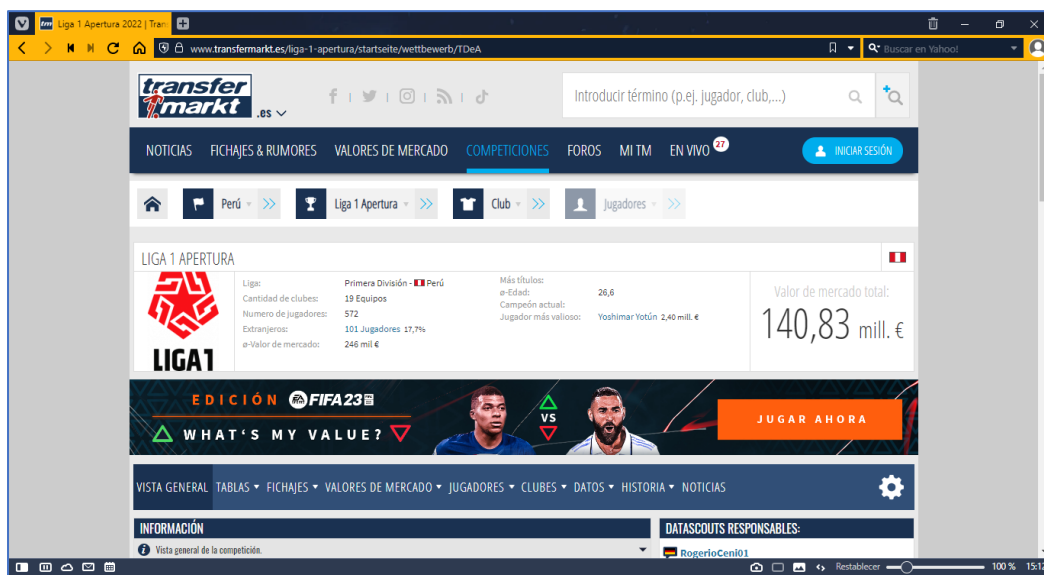 Liga 1 Apertura 2022 | Tran
www.transfermarkt.es/liga-1-apertura/startseite/wettbewerb/TDeA
Buscar en Yahoo!
transfer
markt
.es
Introducir término (p.ej. jugador, club,...)
NOTICIAS FICHAJES & RUMORES VALORES DE MERCADO COMPETICIONES FOROS MI TM EN VIVO 27 INICIAR SESIÓN
Perú Liga 1 Apertura Club Jugadores
LIGA 1 APERTURA
Liga: Primera División - Perú
Cantidad de clubes: 19 Equipos
Numero de jugadores: 572
Extranjeros: 101 Jugadores 17,7%
ø-Valor de mercado: 246 mil €
Más títulos:
ø-Edad: 26,6
Campeón actual:
Jugador más valioso: Yoshimar Yotún 2,40 mill. €
Valor de mercado total:
140,83 mill. €
LIGA1
EDICIÓN FIFA 23
WHAT'S MY VALUE?
VS
JUGAR AHORA
VISTA GENERAL TABLAS FICHAJES VALORES DE MERCADO JUGADORES CLUBES DATOS HISTORIA NOTICIAS
INFORMACIÓN
Vista general de la competición.
DATASCOUTS RESPONSABLES:
RogerioCeni01
Restablecer 100 % 15:12